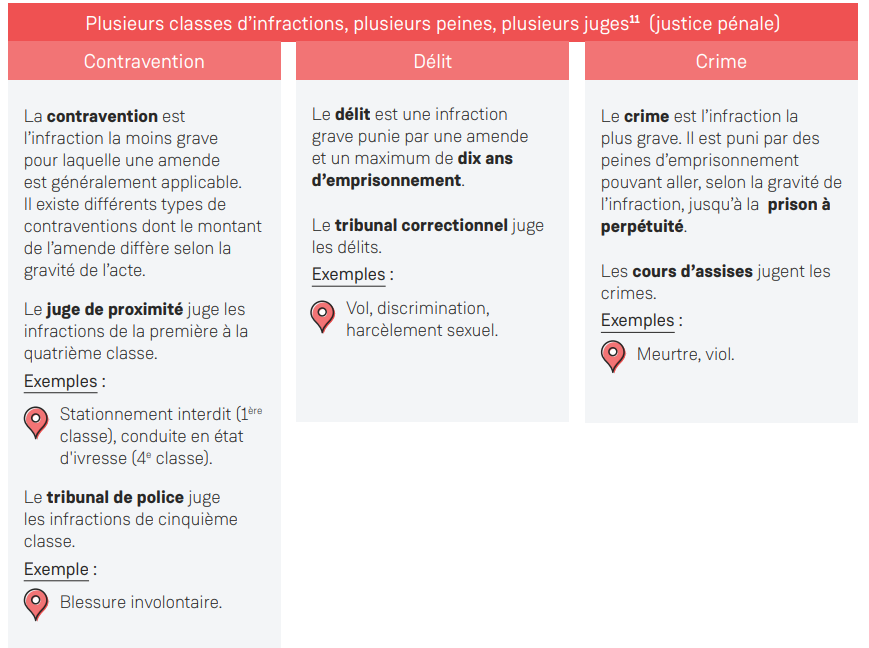 Plusieurs classes d’infractions, plusieurs peines, plusieurs juges¹¹ (justice pénale)
Contravention
La contravention est
l’infraction la moins grave
pour laquelle une amende
est généralement applicable.
Il existe différents types de
contraventions dont le montant
de l’amende diffère selon la
gravité de l’acte.
Le juge de proximité juge les
infractions de la première à la
quatrième classe.
Exemples :
Stationnement interdit (1ère
classe), conduite en état
d'ivresse (4e classe).
Le tribunal de police juge
les infractions de cinquième
classe.
Exemple :
Blessure involontaire.
Délit
Le délit est une infraction
grave punie par une amende
et un maximum de dix ans
d’emprisonnement.
Le tribunal correctionnel juge
les délits.
Exemples :
Vol, discrimination,
harcèlement sexuel.
Crime
Le crime est l’infraction la
plus grave. Il est puni par des
peines d’emprisonnement
pouvant aller, selon la gravité de
l’infraction, jusqu’à la prison à
perpétuité.
Les cours d’assises jugent les
crimes.
Exemples :
Meurtre, viol.